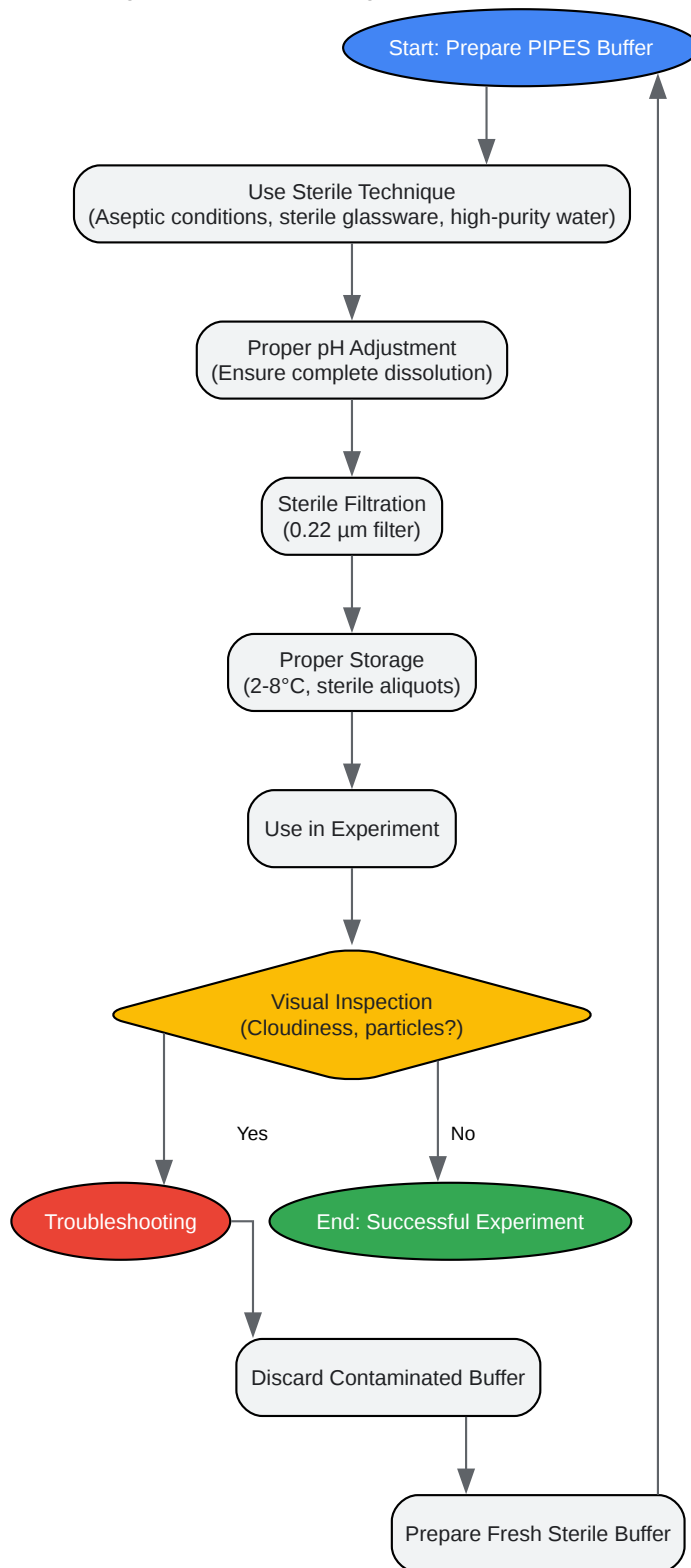 Start: Prepare PIPES Buffer
Use Sterile Technique
(Aseptic conditions, sterile glassware, high-purity water)
Proper pH Adjustment
(Ensure complete dissolution)
Sterile Filtration
(0.22 µm filter)
Proper Storage
(2-8°C, sterile aliquots)
Use in Experiment
Visual Inspection
(Cloudiness, particles?)
Yes
No
Troubleshooting
End: Successful Experiment
Discard Contaminated Buffer
Prepare Fresh Sterile Buffer